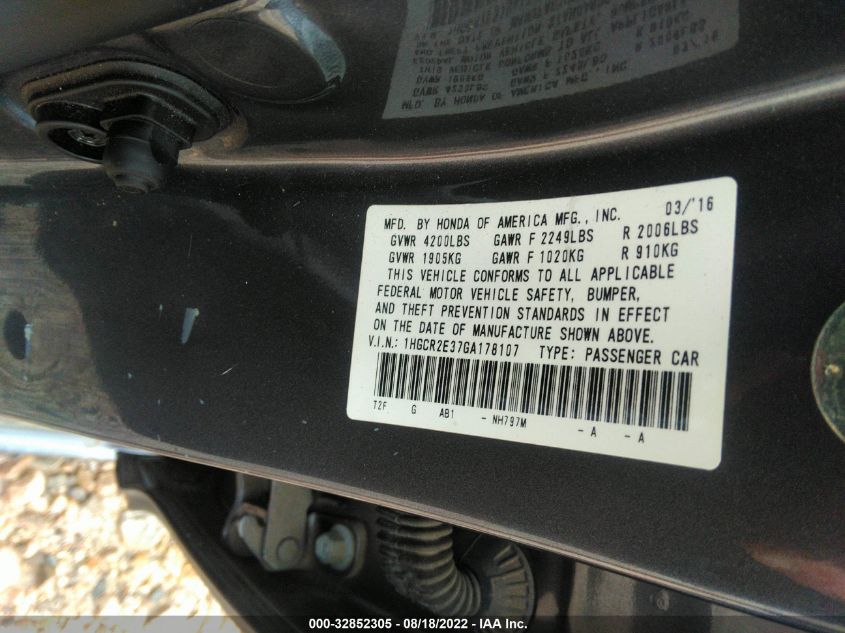 MFD. BY HONDA OF AMERICA MFG., INC. 03/'16
GVWR 4200LBS GAWR F 2249LBS R 2006LBS
GVWR 1905KG GAWR F 1020KG R 910KG
THIS VEHICLE CONFORMS TO ALL APPLICABLE
FEDERAL MOTOR VEHICLE SAFETY, BUMPER,
AND THEFT PREVENTION STANDARDS IN EFFECT
ON THE DATE OF MANUFACTURE SHOWN ABOVE.
V.I.N.: 1HGCR2E37GA178107 TYPE: PASSENGER CAR
T2F G AB1 - NH797M - A - A
000-32852305 - 08/18/2022 - IAA Inc.